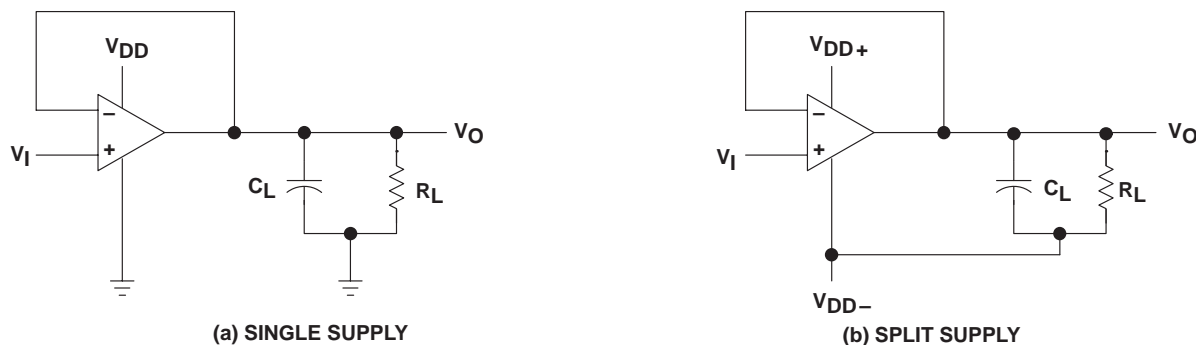 VDD
−
+
VI
VO
CL
RL
(a) SINGLE SUPPLY
VDD+
−
+
VI
VO
CL
RL
VDD−
(b) SPLIT SUPPLY